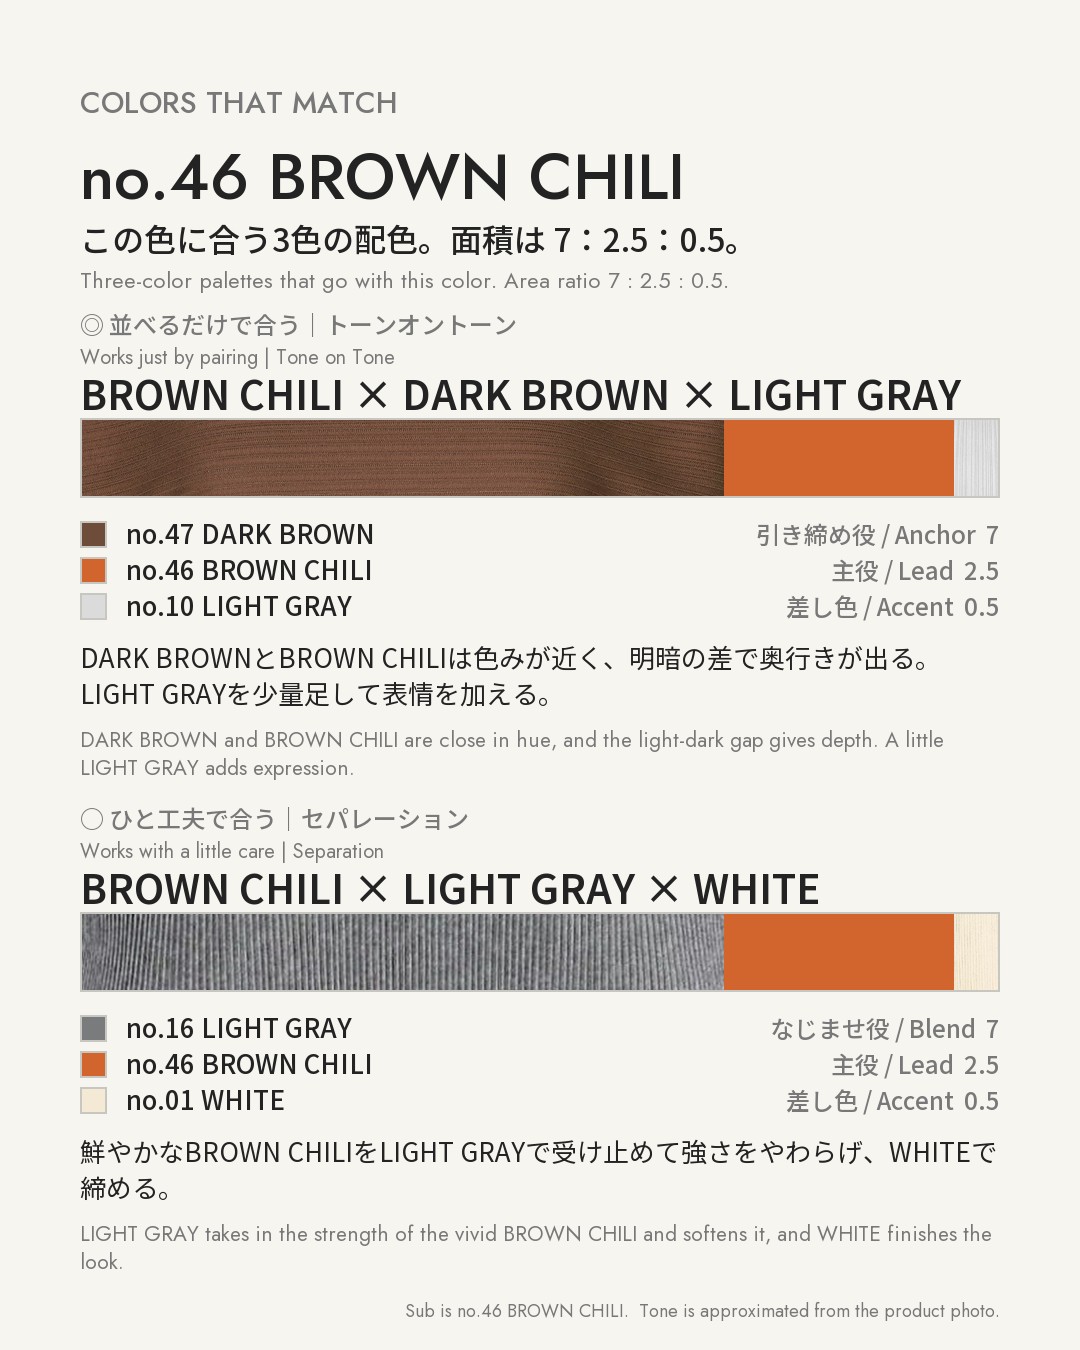 COLORS THAT MATCH
no.46 BROWN CHILI
この色に合う3色の配色。面積は 7：2.5：0.5。
Three-color palettes that go with this color. Area ratio 7 : 2.5 : 0.5.
◎ 並べるだけで合う｜トーンオントーン
Works just by pairing | Tone on Tone
BROWN CHILI × DARK BROWN × LIGHT GRAY
no.47 DARK BROWN 引き締め役 / Anchor 7
no.46 BROWN CHILI 主役 / Lead 2.5
no.10 LIGHT GRAY 差し色 / Accent 0.5
DARK BROWNとBROWN CHILIは色みが近く、明暗の差で奥行きが出る。
LIGHT GRAYを少量足して表情を加える。
DARK BROWN and BROWN CHILI are close in hue, and the light-dark gap gives depth. A little
LIGHT GRAY adds expression.
○ ひと工夫で合う｜セパレーション
Works with a little care | Separation
BROWN CHILI × LIGHT GRAY × WHITE
no.16 LIGHT GRAY なじませ役 / Blend 7
no.46 BROWN CHILI 主役 / Lead 2.5
no.01 WHITE 差し色 / Accent 0.5
鮮やかなBROWN CHILIをLIGHT GRAYで受け止めて強さをやわらげ、WHITEで
締める。
LIGHT GRAY takes in the strength of the vivid BROWN CHILI and softens it, and WHITE finishes the
look.
Sub is no.46 BROWN CHILI. Tone is approximated from the product photo.